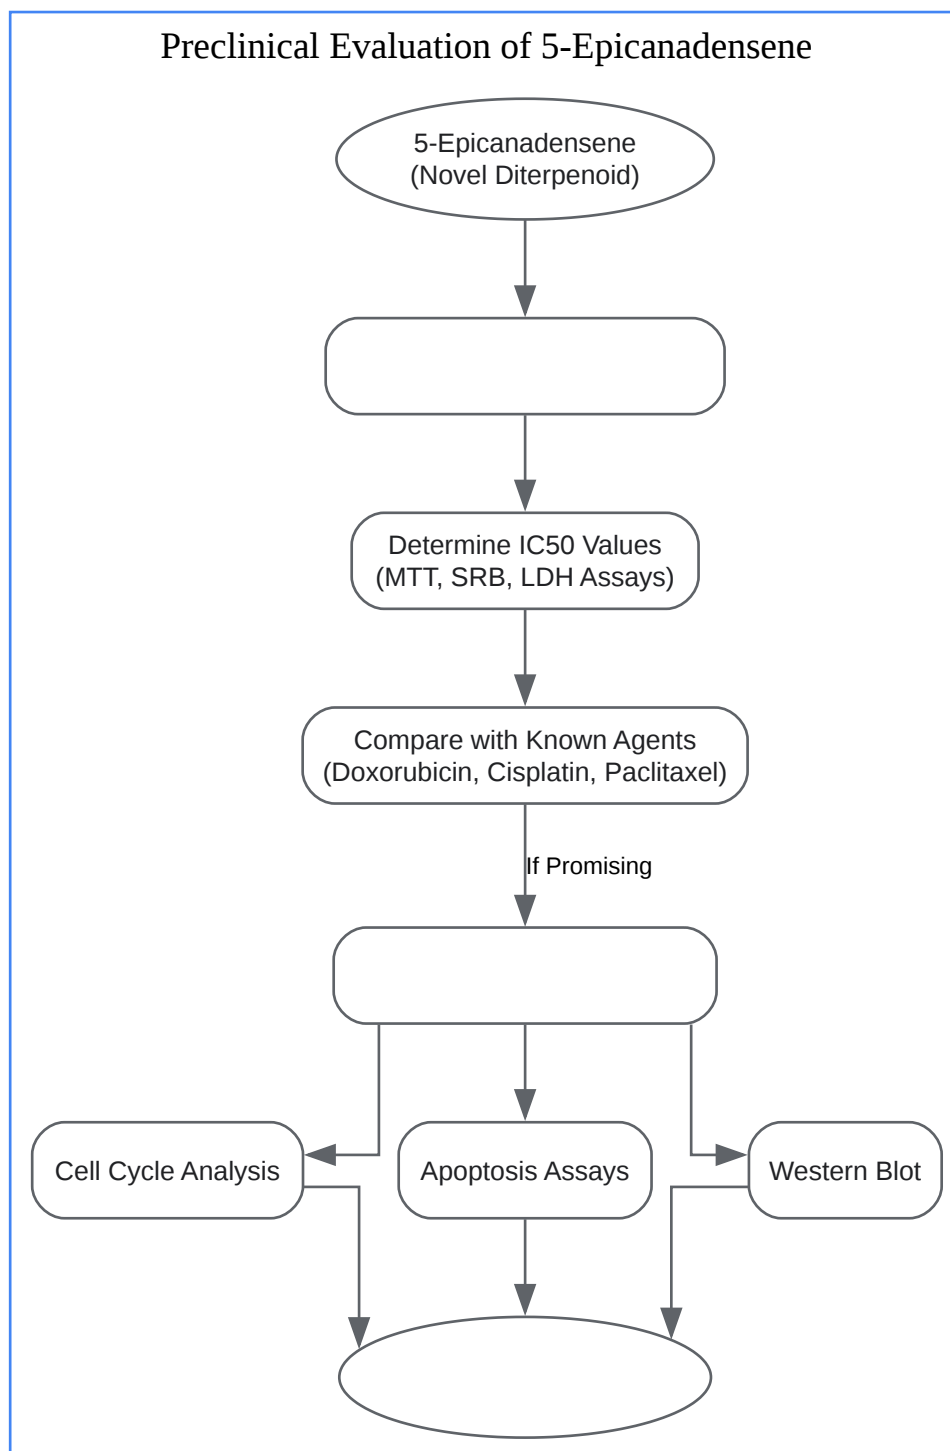 Preclinical Evaluation of 5-Epicanadensene
5-Epicanadensene
(Novel Diterpenoid)
Determine IC50 Values
(MTT, SRB, LDH Assays)
Compare with Known Agents
(Doxorubicin, Cisplatin, Paclitaxel)
If Promising
Cell Cycle Analysis
Apoptosis Assays
Western Blot